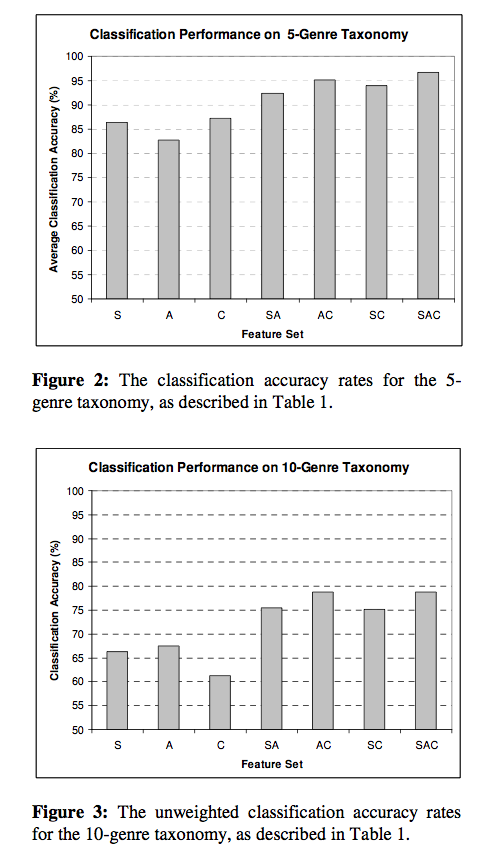 Classification Performance on 5-Genre Taxonomy
Average Classification Accuracy (%)
100
95
90
85
80
75
70
65
60
55
50
S A C SA AC SC SAC
Feature Set
Figure 2: The classification accuracy rates for the 5-
genre taxonomy, as described in Table 1.
Classification Performance on 10-Genre Taxonomy
Classification Accuracy (%)
100
95
90
85
80
75
70
65
60
55
50
S A C SA AC SC SAC
Feature Set
Figure 3: The unweighted classification accuracy rates
for the 10-genre taxonomy, as described in Table 1.